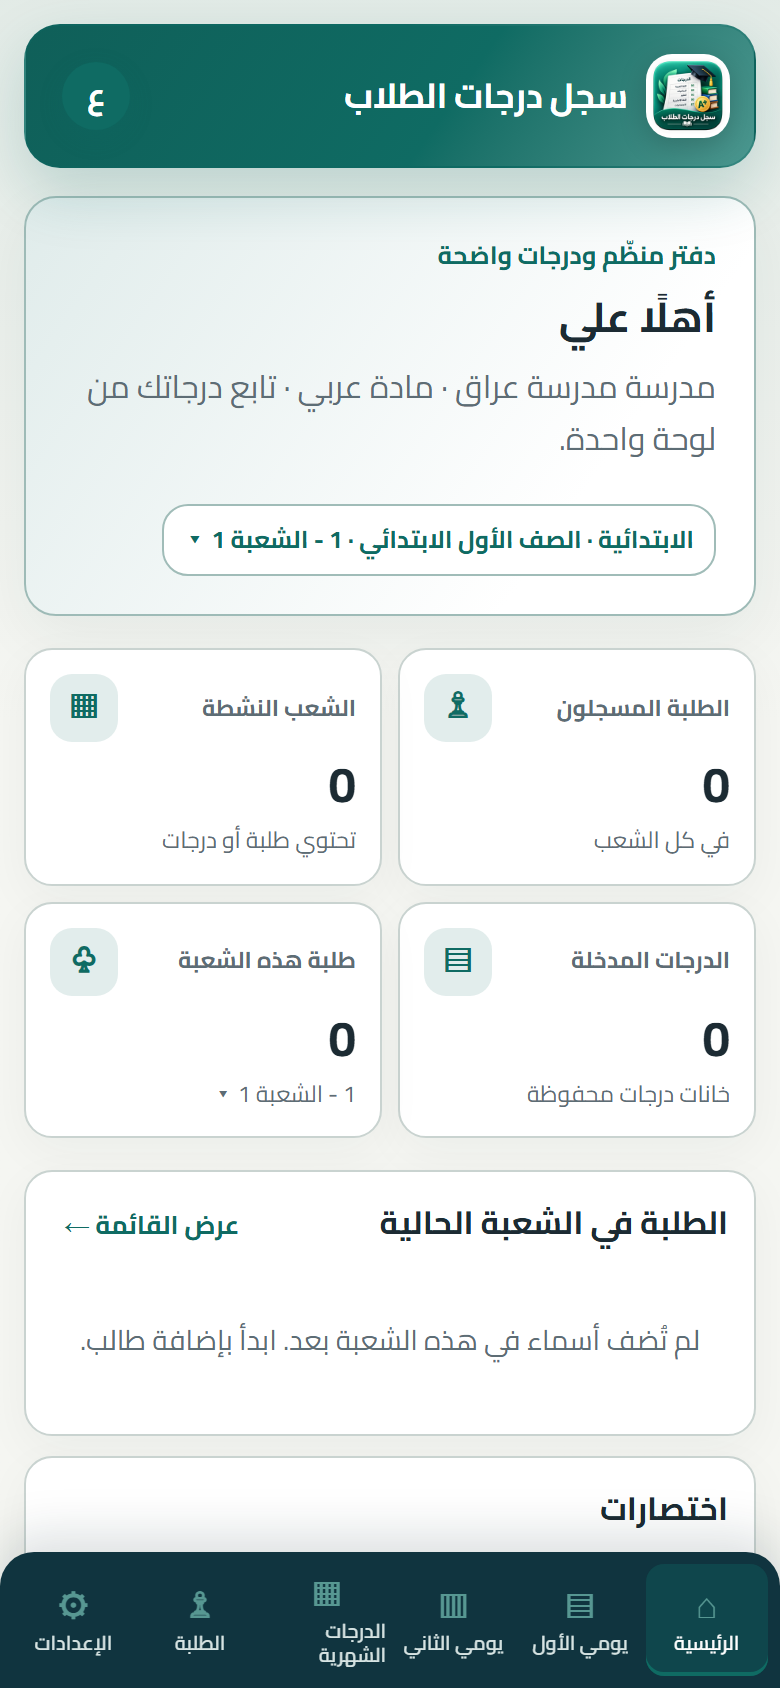 سجل درجات الطلاب
ع
دفتر منظّم ودرجات واضحة
أهلًا علي
مدرسة مدرسة عراق · مادة عربي · تابع درجاتك من
لوحة واحدة.
الابتدائية · الصف الأول الابتدائي · 1 - الشعبة 1
الطلبة المسجلون
0
في كل الشعب
الشعب النشطة
0
تحتوي طلبة أو درجات
الدرجات المدخلة
0
خانات درجات محفوظة
طلبة هذه الشعبة
0
1 - الشعبة 1
الطلبة في الشعبة الحالية
عرض القائمة ←
لم تُضف أسماء في هذه الشعبة بعد. ابدأ بإضافة طالب.
اختصارات
الرئيسية
يومي الأول
يومي الثاني
الدرجات
الشهرية
الطلبة
الإعدادات